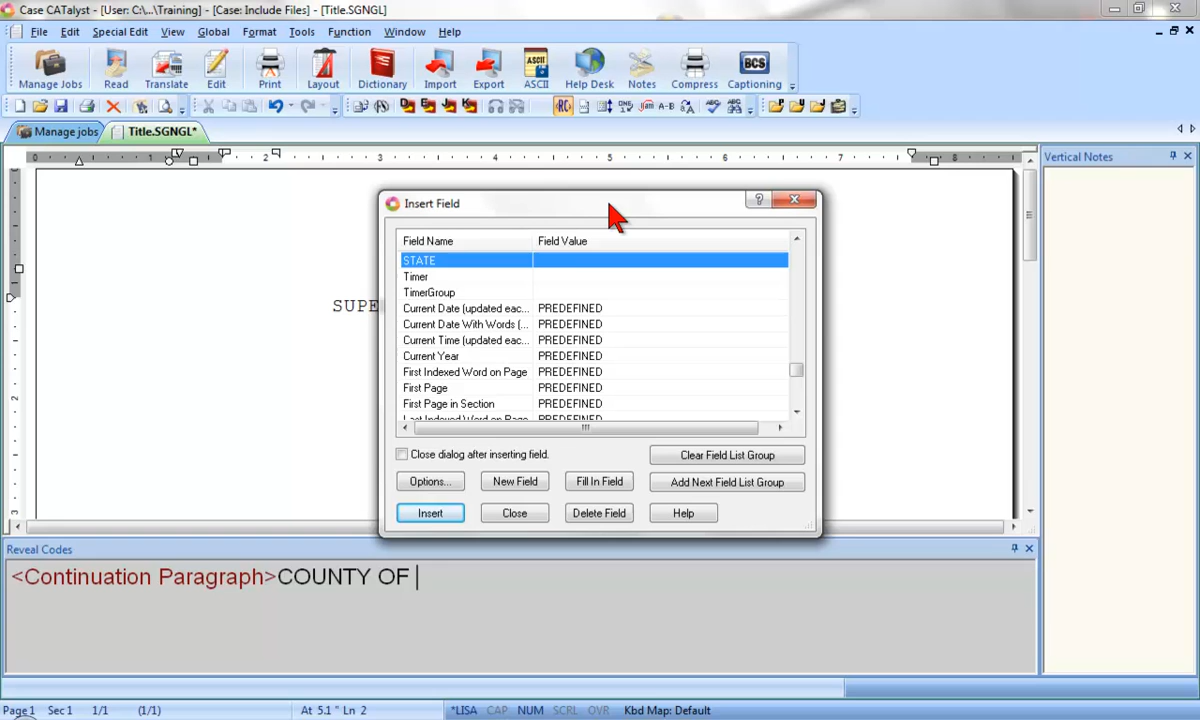 Case CATalyst - [User: C:\...\Training] - [Case: Include Files] - [Title.SGNGL]
File Edit Special Edit View Global Format Tools Function Window Help
Manage Jobs Read Translate Edit Print Layout Dictionary Import Export ASCII Help Desk Notes Compress Captioning
Manage jobs Title.SGNGL*
Vertical Notes
SUPE
Insert Field
Field Name Field Value
STATE
Timer
TimerGroup
Current Date (updated eac... PREDEFINED
Current Date With Words (... PREDEFINED
Current Time (updated eac... PREDEFINED
Current Year PREDEFINED
First Indexed Word on Page PREDEFINED
First Page PREDEFINED
First Page in Section PREDEFINED
Last Indexed Word on Page PREDEFINED
Close dialog after inserting field. Clear Field List Group
Options... New Field Fill In Field Add Next Field List Group
Insert Close Delete Field Help
Reveal Codes
<Continuation Paragraph>COUNTY OF
Page 1 Sec 1 1/1 (1/1) At 5.1 " Ln 2 *LISA CAP NUM SCRL OVR Kbd Map: Default